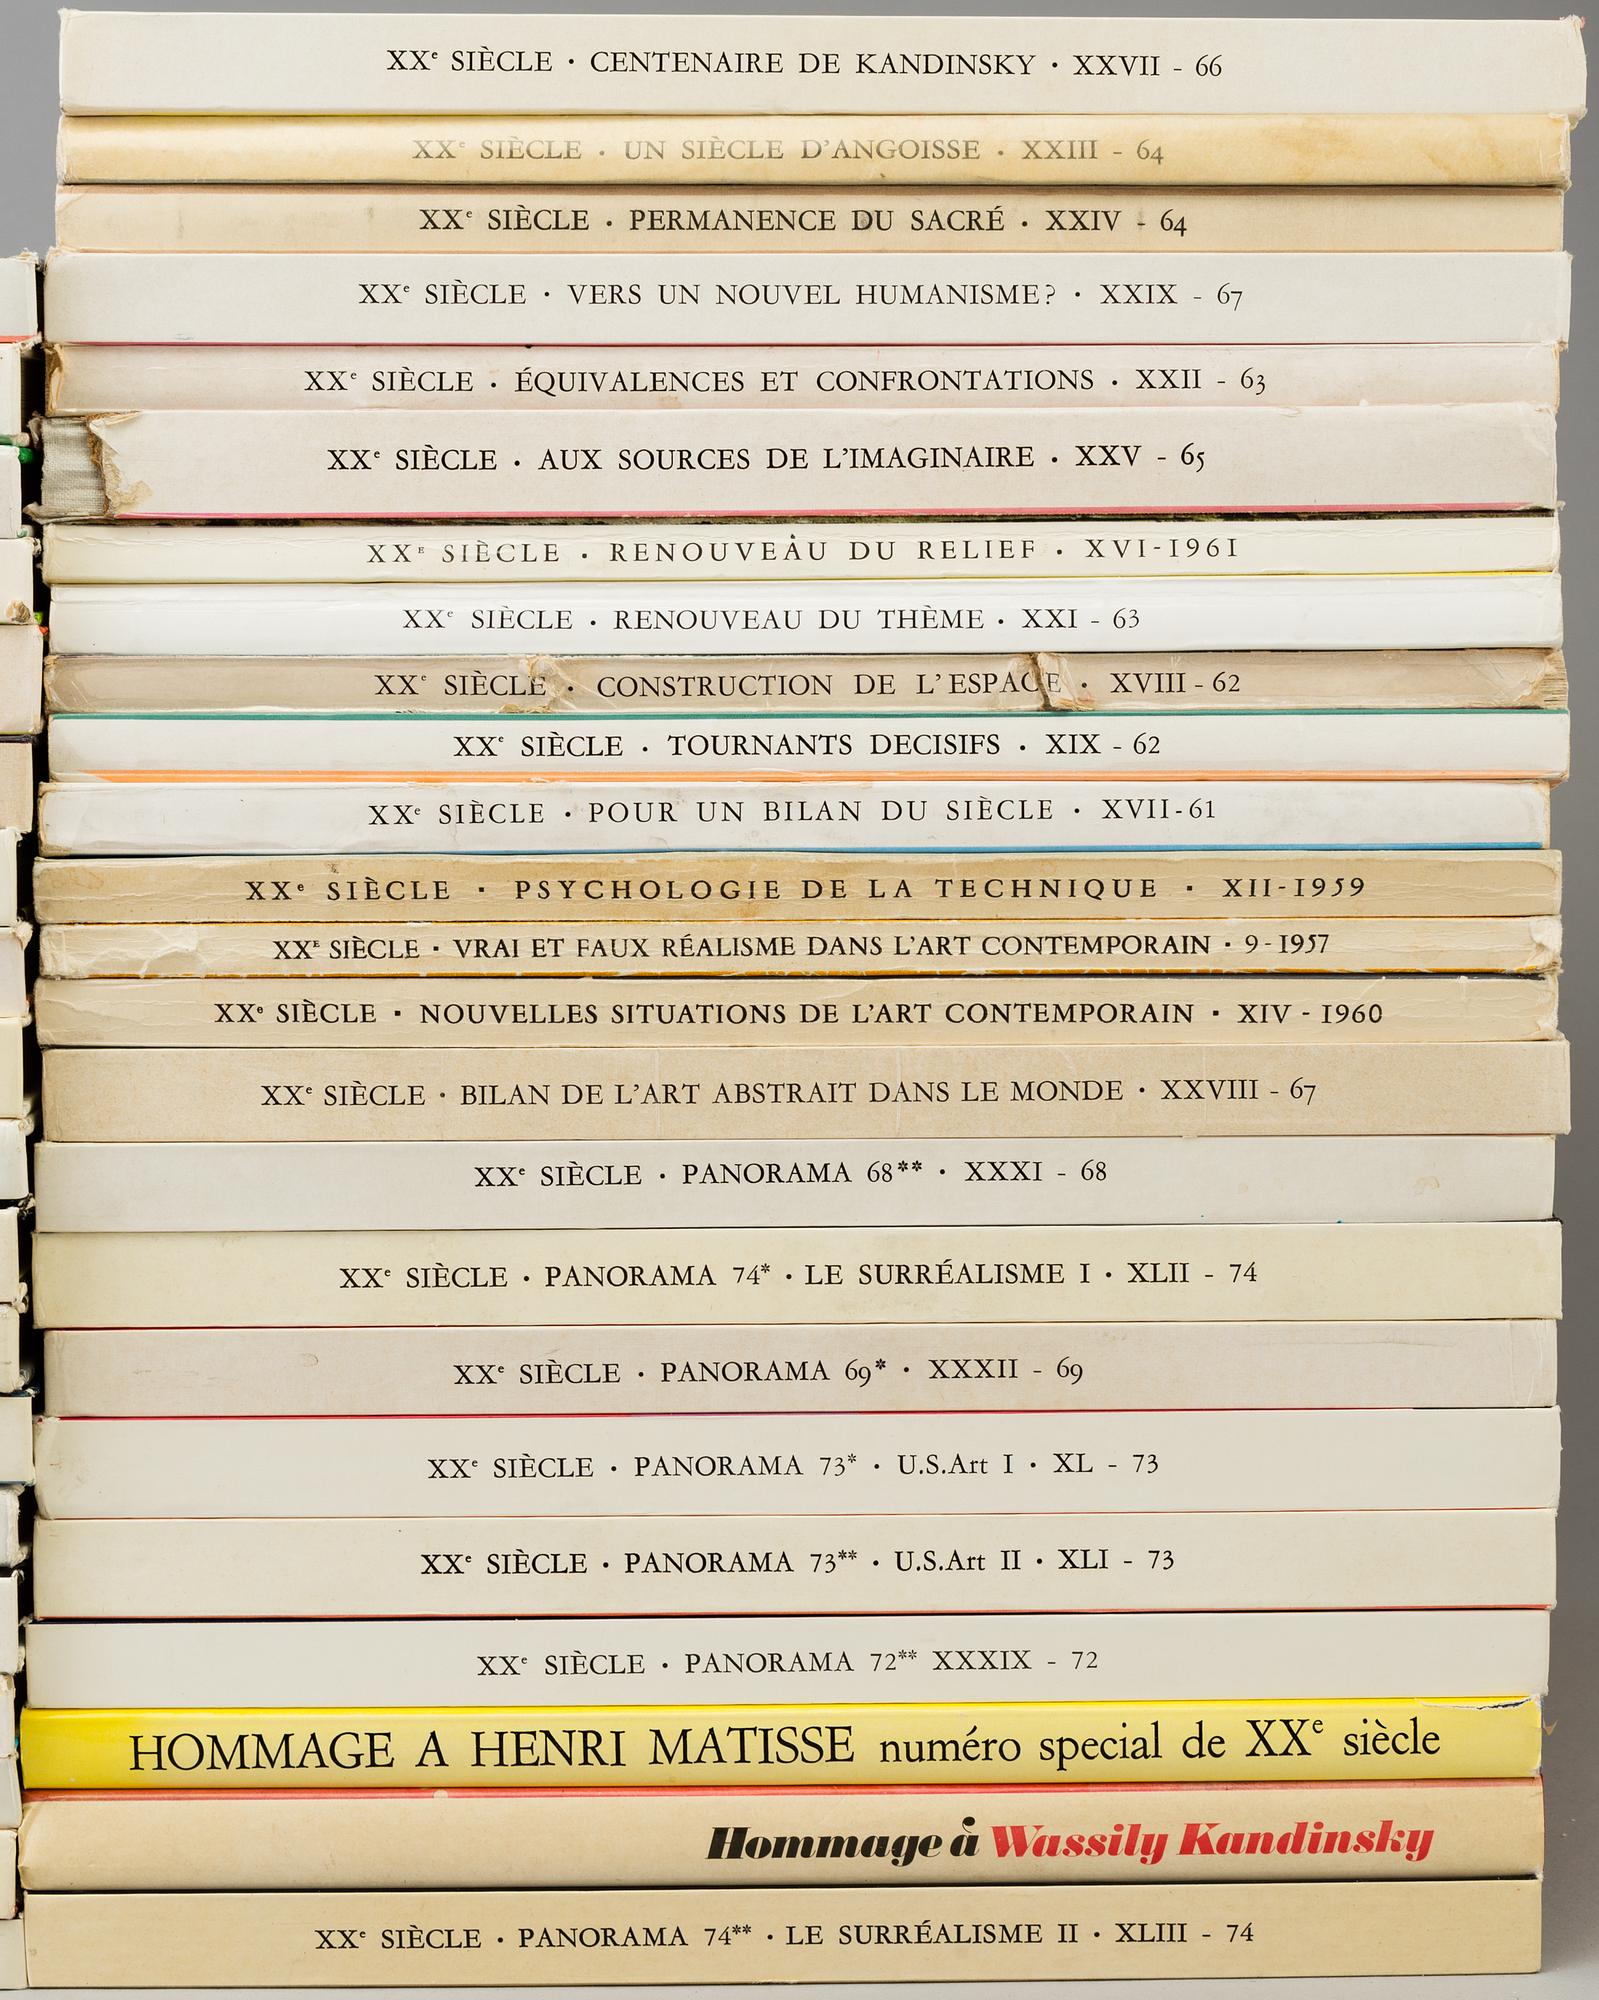 XXe SIÈCLE · CENTENAIRE DE KANDINSKY · XXVII - 66
XXe SIÈCLE · UN SIÈCLE D'ANGOISSE · XXIII - 64
XXe SIÈCLE · PERMANENCE DU SACRÉ · XXIV - 64
XXe SIÈCLE · VERS UN NOUVEL HUMANISME? · XXIX - 67
XXe SIÈCLE · ÉQUIVALENCES ET CONFRONTATIONS · XXII - 63
XXe SIÈCLE · AUX SOURCES DE L'IMAGINAIRE · XXV - 65
XXE SIÈCLE · RENOUVEAU DU RELIEF · XVI-1961
XXe SIÈCLE · RENOUVEAU DU THÈME · XXI - 63
XXe SIÈCLE · CONSTRUCTION DE L'ESPACE · XVIII - 62
XXe SIÈCLE · TOURNANTS DECISIFS · XIX - 62
XXe SIÈCLE · POUR UN BILAN DU SIÈCLE · XVII-61
XXe SIÈCLE · PSYCHOLOGIE DE LA TECHNIQUE · XII-1959
XXE SIÈCLE · VRAI ET FAUX RÉALISME DANS L'ART CONTEMPORAIN · 9-1957
XXe SIÈCLE · NOUVELLES SITUATIONS DE L'ART CONTEMPORAIN · XIV - 1960
XXe SIÈCLE · BILAN DE L'ART ABSTRAIT DANS LE MONDE · XXVIII - 67
XXe SIÈCLE · PANORAMA 68** · XXXI - 68
XXe SIÈCLE · PANORAMA 74* · LE SURRÉALISME I · XLII - 74
XXe SIÈCLE · PANORAMA 69* · XXXII - 69
XXe SIÈCLE · PANORAMA 73* · U.S.Art I · XL - 73
XXe SIÈCLE · PANORAMA 73** · U.S.Art II · XLI - 73
XXe SIÈCLE · PANORAMA 72** XXXIX - 72
HOMMAGE A HENRI MATISSE numéro special de XXe siècle
Hommage à Wassily Kandinsky
XXe SIÈCLE · PANORAMA 74** · LE SURRÉALISME II · XLIII - 74